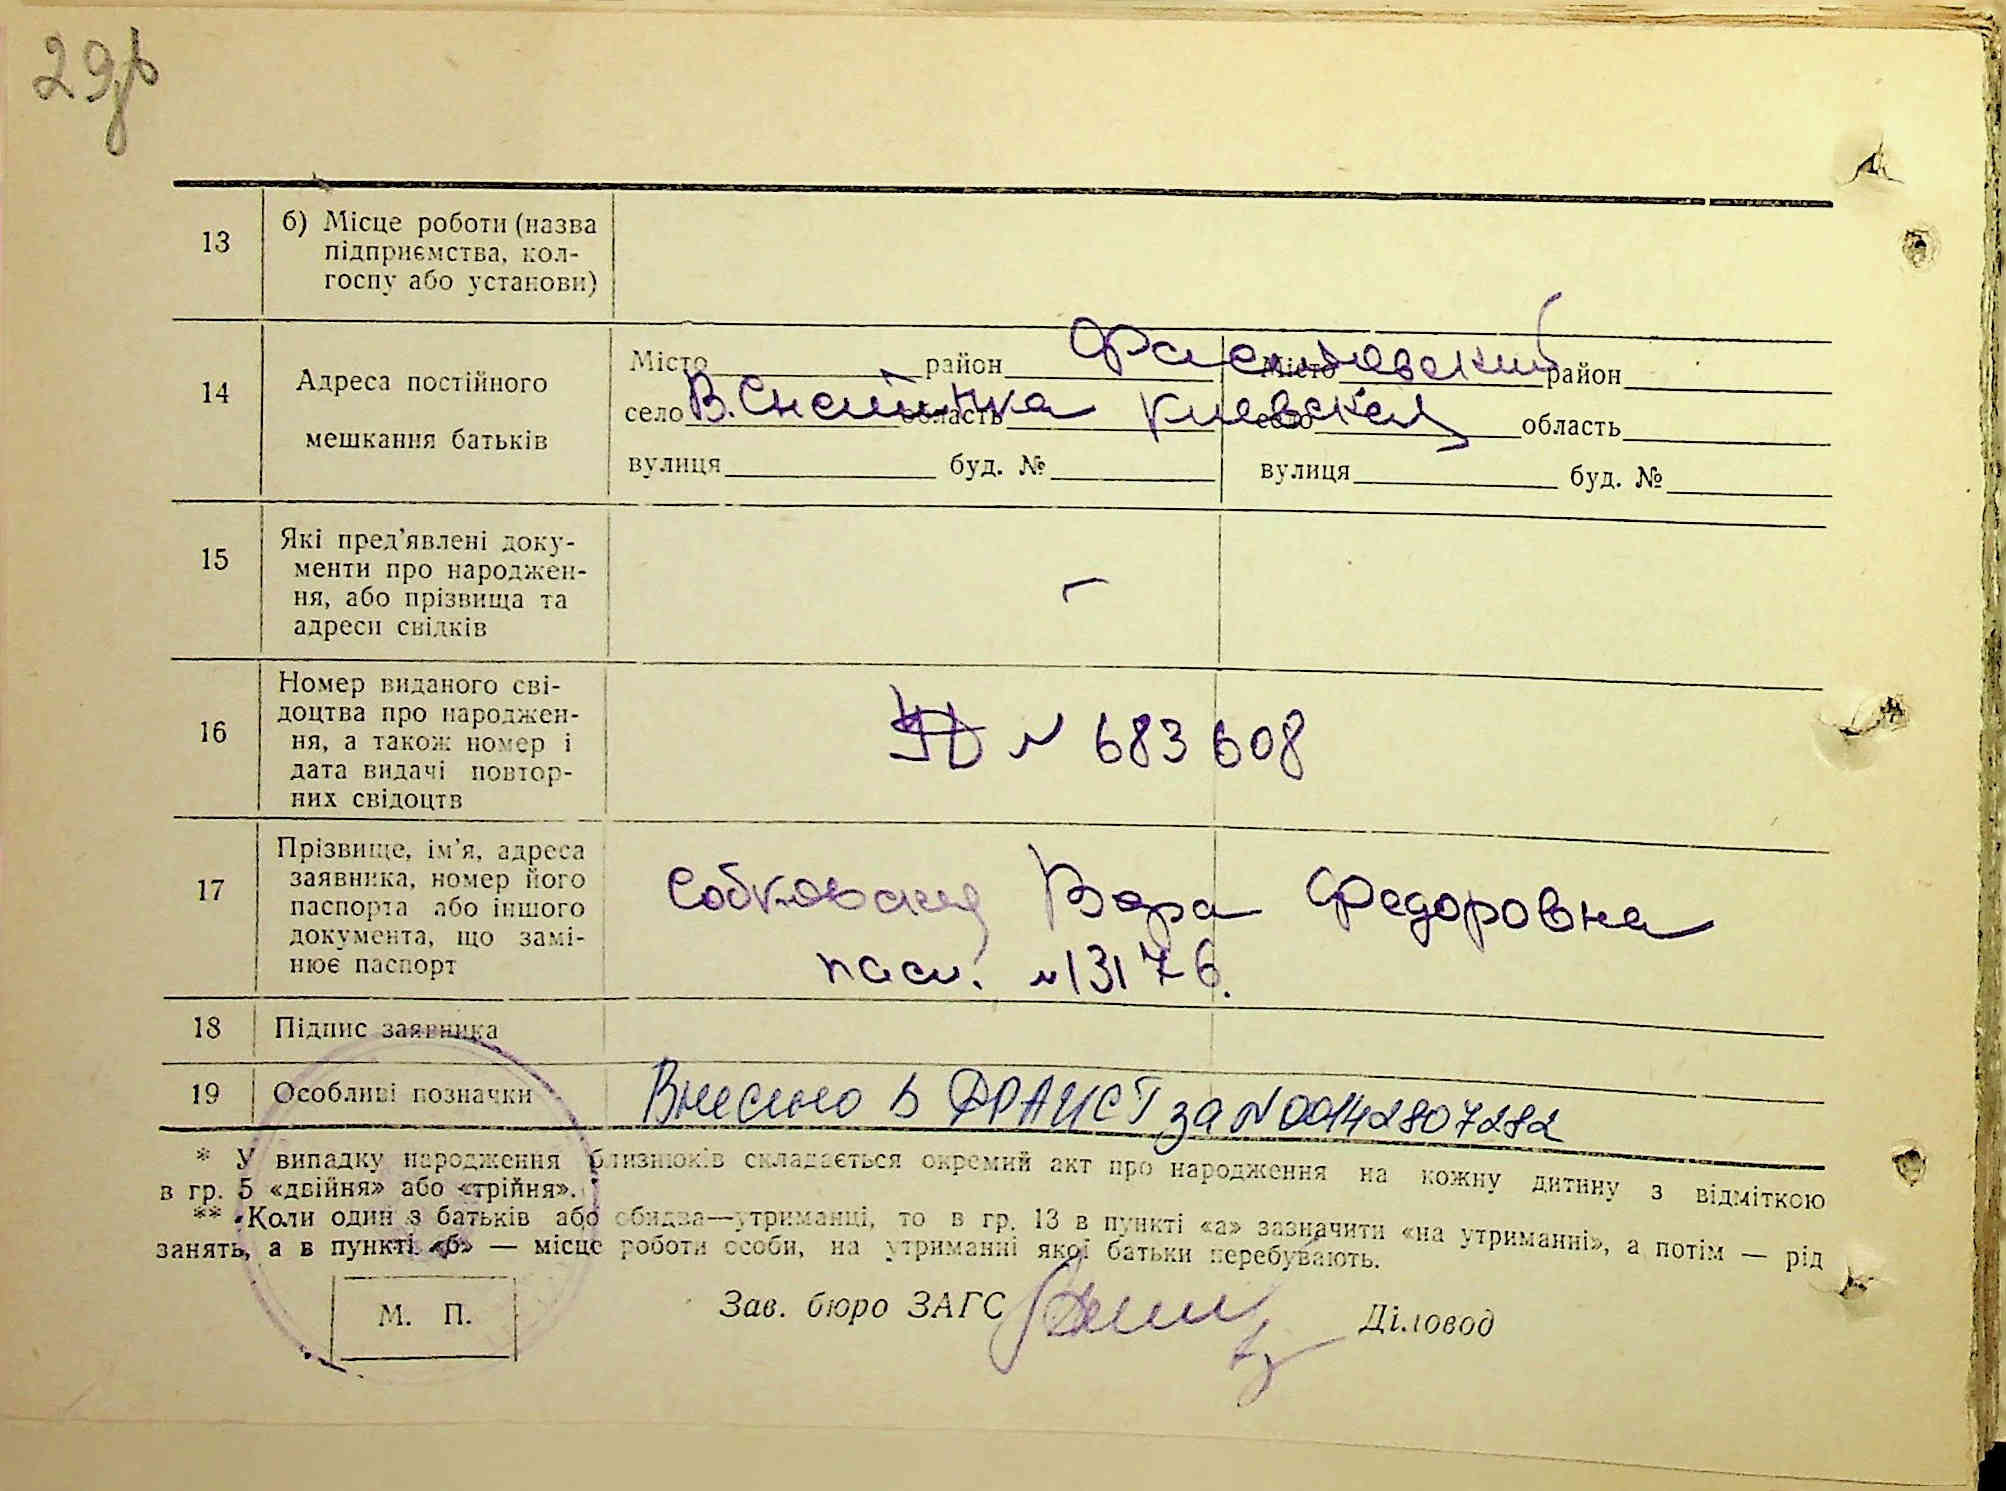 13 б) Місце роботи (назва
підприємства, кол-
госпу або установи)
14 Адреса постійного
мешкання батьків
Місто район Фастовский Місто район
село В. Снетинка область Киевская село область
вулиця буд. № вулиця буд. №
15 Які пред'явлені доку-
менти про народжен-
ня, або прізвища та
адреси свідків
–
16 Номер виданого сві-
доцтва про народжен-
ня, а також номер і
дата видачі повтор-
них свідоцтв
№ 683608
17 Прізвище, ім'я, адреса
заявника, номер його
паспорта або іншого
документа, що замі-
нює паспорт
Собковская Вера Федоровна
пасп. №13176.
18 Підпис заявника
19 Особливі позначки Внесено в ДРАЦСГ за №00142807282
* У випадку народження близнюків складається окремий акт про народження на кожну дитину з відміткою
в гр. 5 «двійня» або «трійня».
** Коли один з батьків або обидва—утриманці, то в гр. 13 в пункті «а» зазначити «на утриманні», а потім — рід
занять, а в пункті «б» — місце роботи особи, на утриманні якої батьки перебувають.
М. П.
Зав. бюро ЗАГС Діловод